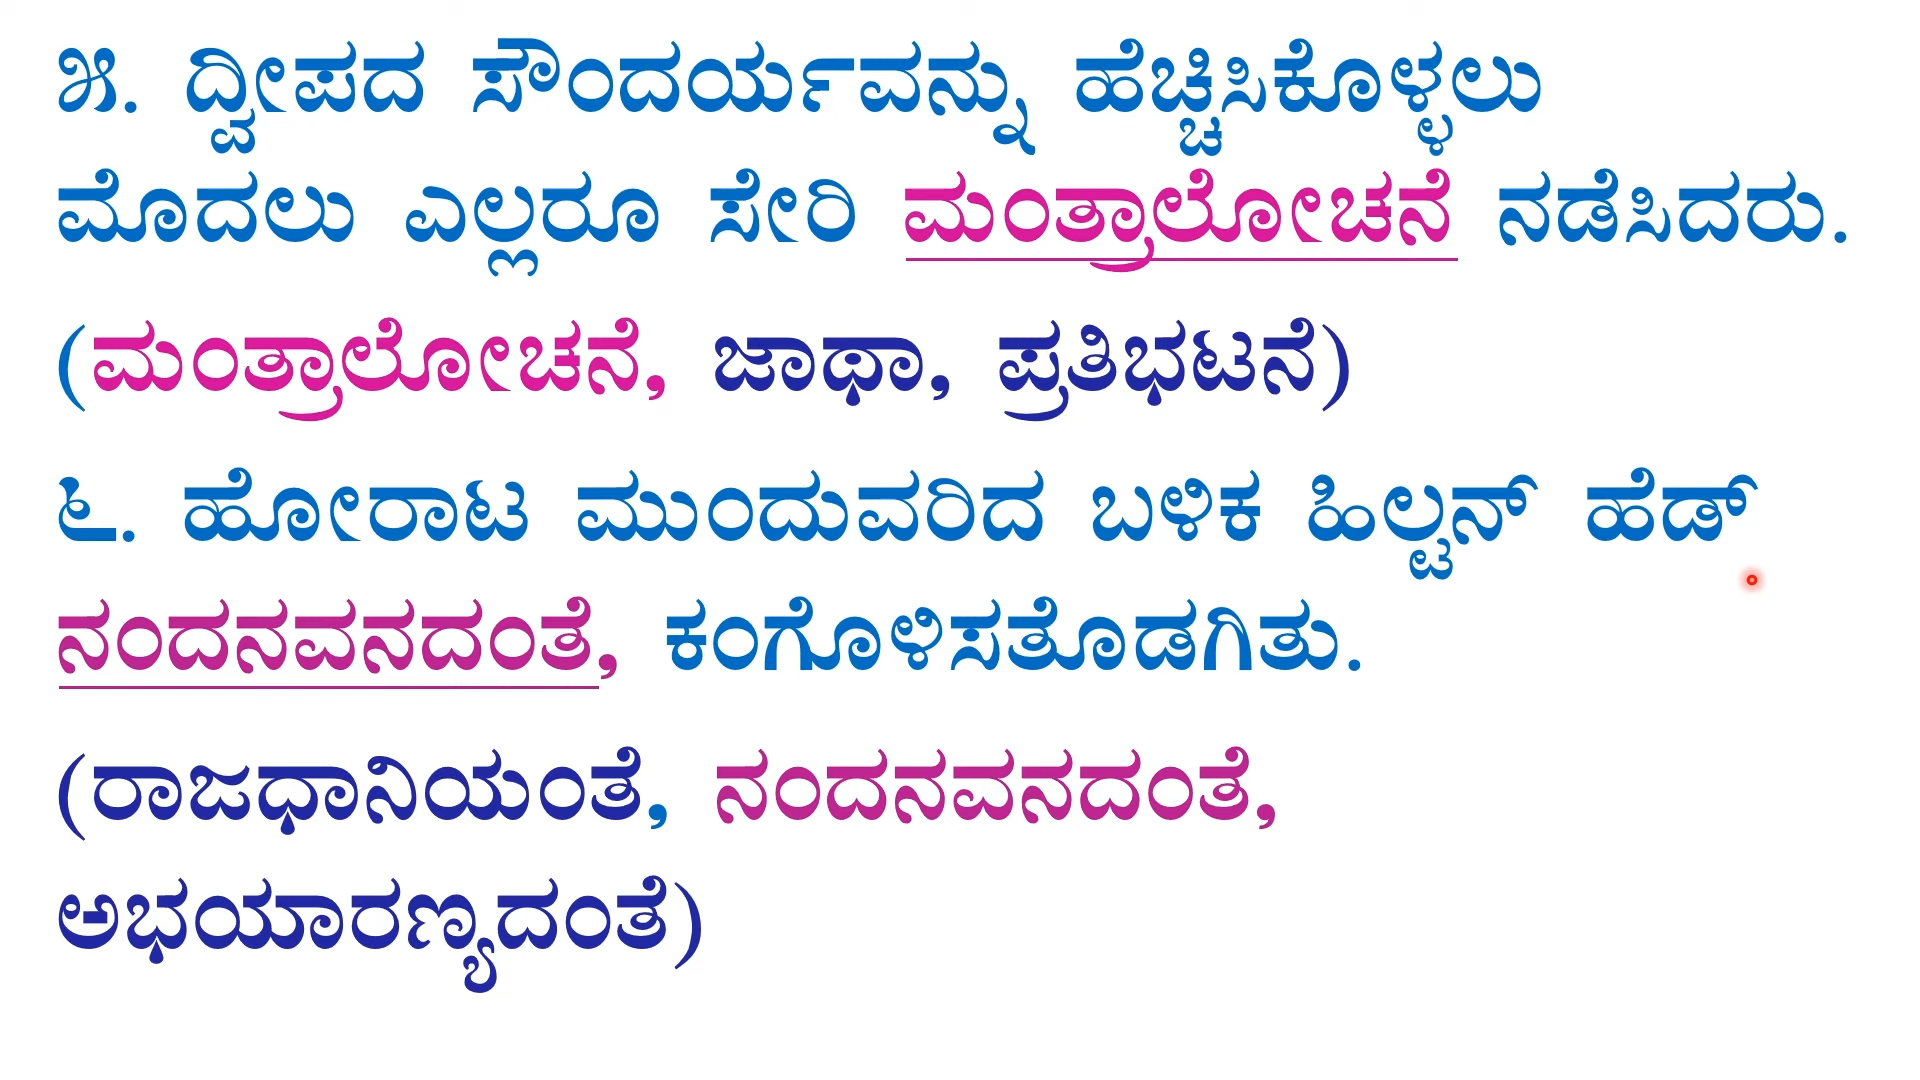 ೫. ದ್ವೀಪದ ಸೌಂದರ್ಯವನ್ನು ಹೆಚ್ಚಿಸಿಕೊಳ್ಳಲು
ಮೊದಲು ಎಲ್ಲರೂ ಸೇರಿ ಮಂತ್ರಾಲೋಚನೆ ನಡೆಸಿದರು.
(ಮಂತ್ರಾಲೋಚನೆ, ಜಾಥಾ, ಪ್ರತಿಭಟನೆ)
೬. ಹೋರಾಟ ಮುಂದುವರಿದ ಬಳಿಕ ಹಿಲ್ಟನ್ ಹೆಡ್
ನಂದನವನದಂತೆ, ಕಂಗೊಳಿಸತೊಡಗಿತು.
(ರಾಜಧಾನಿಯಂತೆ, ನಂದನವನದಂತೆ,
ಅಭಯಾರಣ್ಯದಂತೆ)